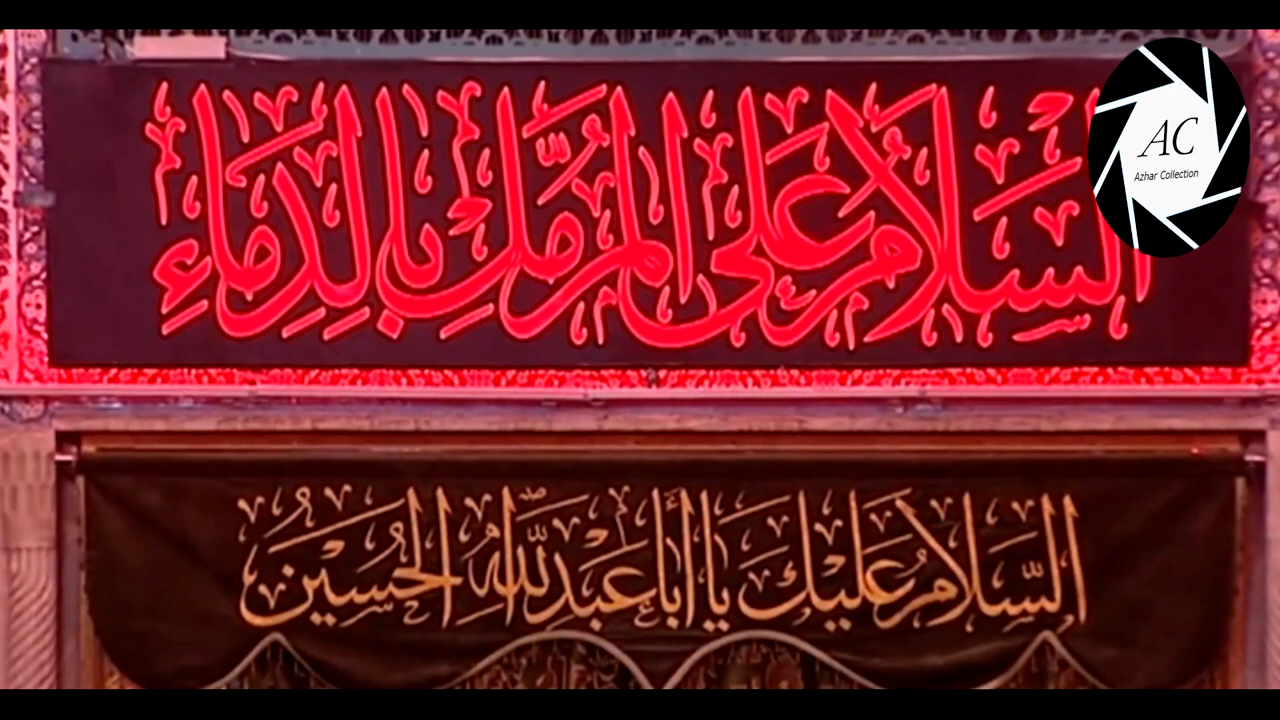 السلام على المرمل بالدماء
السلام عليك يا أبا عبد الله الحسين
AC
Azhar Collection